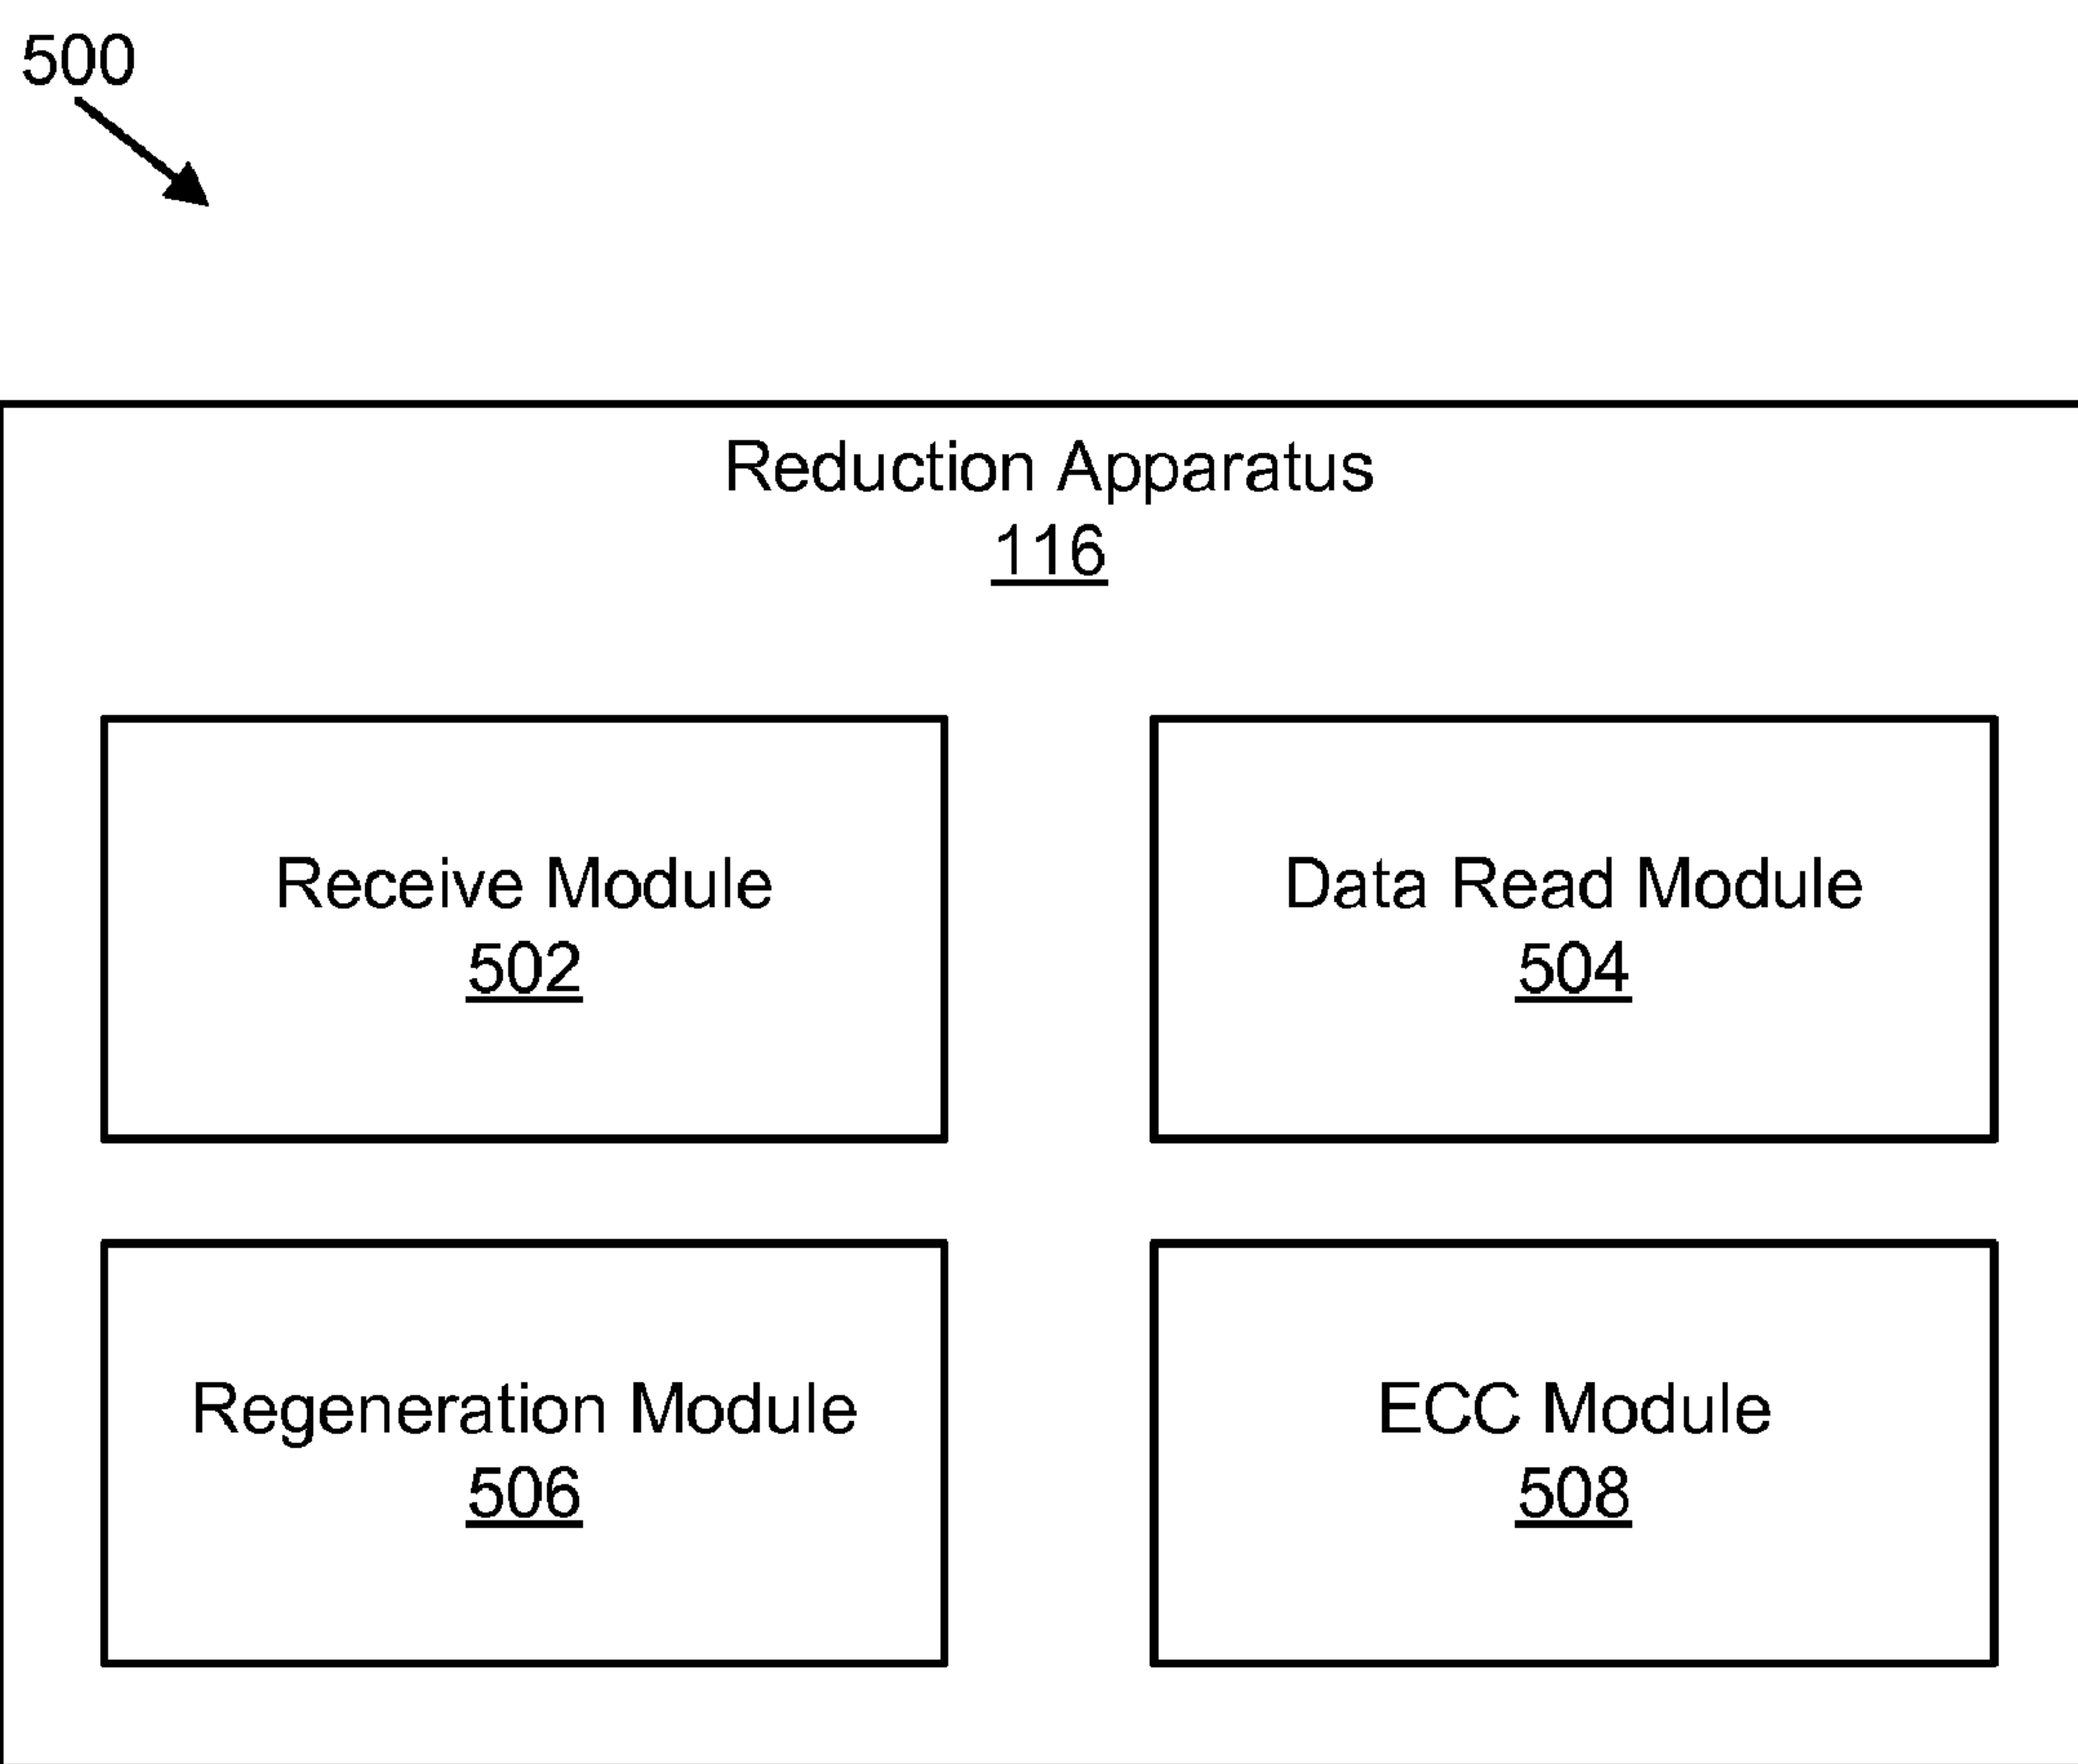 500
Reduction Apparatus
116
Receive Module
502
Data Read Module
504
Regeneration Module
506
ECC Module
508